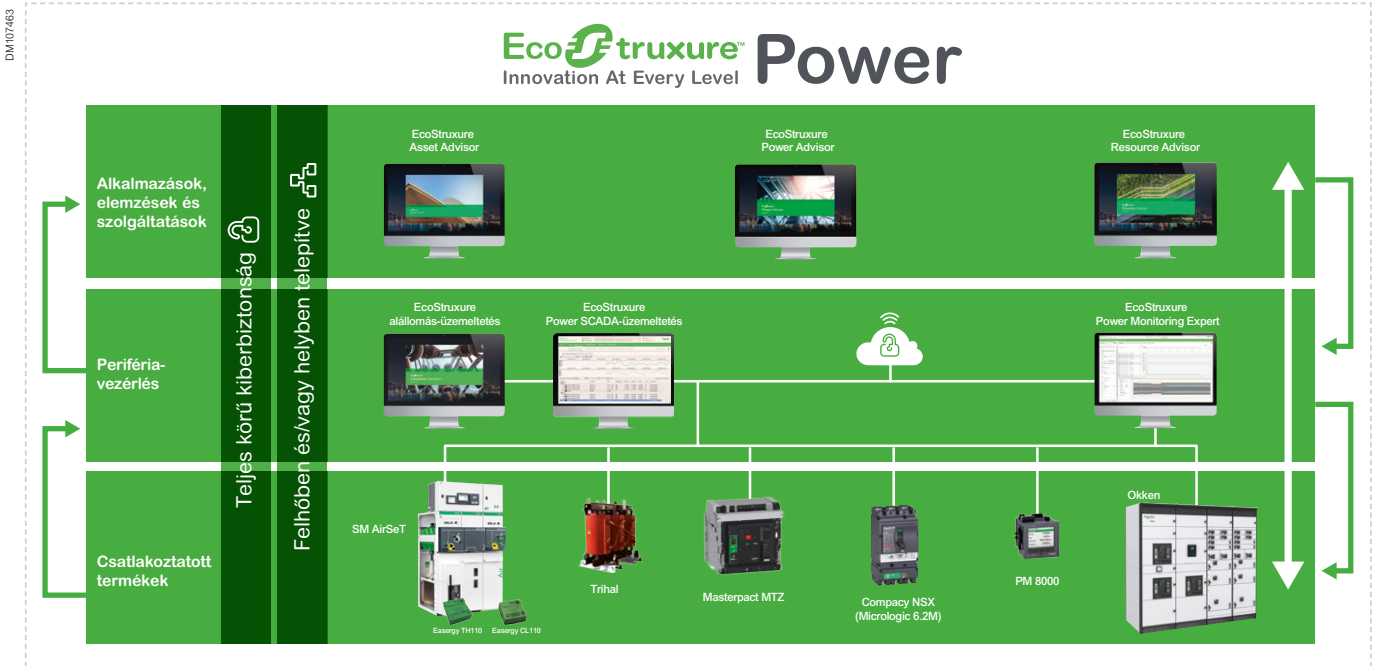 DM107463
EcoStruxure™ Power
Innovation At Every Level
Alkalmazások,
elemzések és
szolgáltatások
Teljes körű kiberbiztonság
Felhőben és/vagy helyben telepítve
EcoStruxure
Asset Advisor
EcoStruxure
Power Advisor
EcoStruxure
Resource Advisor
Periféria-
vezérlés
EcoStruxure
alállomás-üzemeltetés
EcoStruxure
Power SCADA-üzemeltetés
EcoStruxure
Power Monitoring Expert
Csatlakoztatott
termékek
SM AirSeT
Easergy TH110
Easergy CL110
Trihal
Masterpact MTZ
Compacy NSX
(Micrologic 6.2M)
PM 8000
Okken